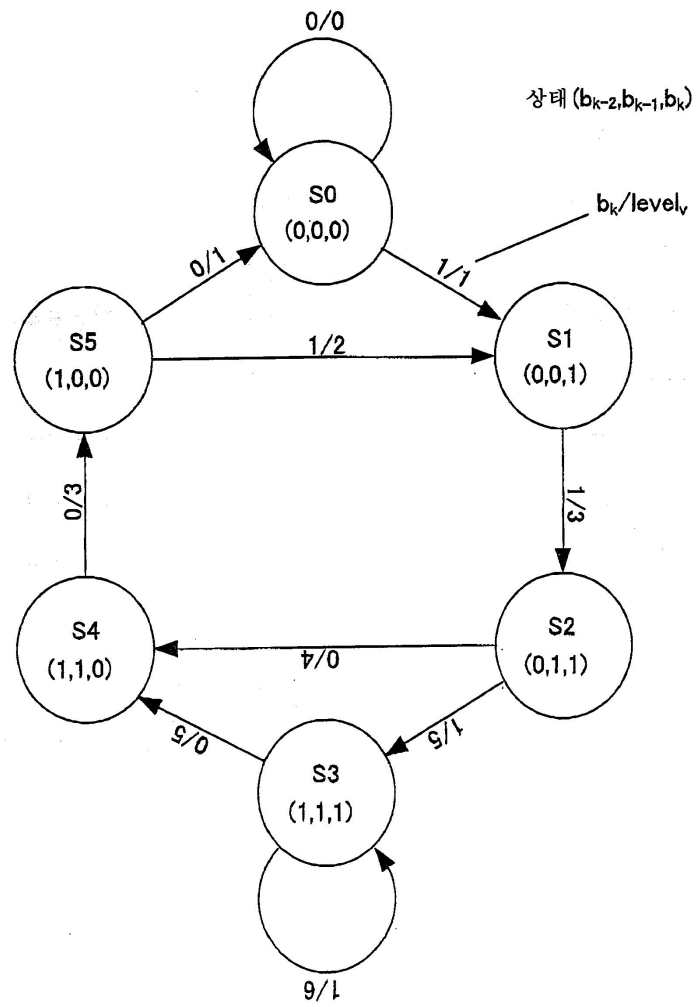 0/0
상태 (bk-2,bk-1,bk)
S0
(0,0,0)
bk/levelv
0/1
1/1
S5
(1,0,0)
1/2
S1
(0,0,1)
0/3
1/3
S4
(1,1,0)
0/4
S2
(0,1,1)
0/5
1/5
S3
(1,1,1)
1/6